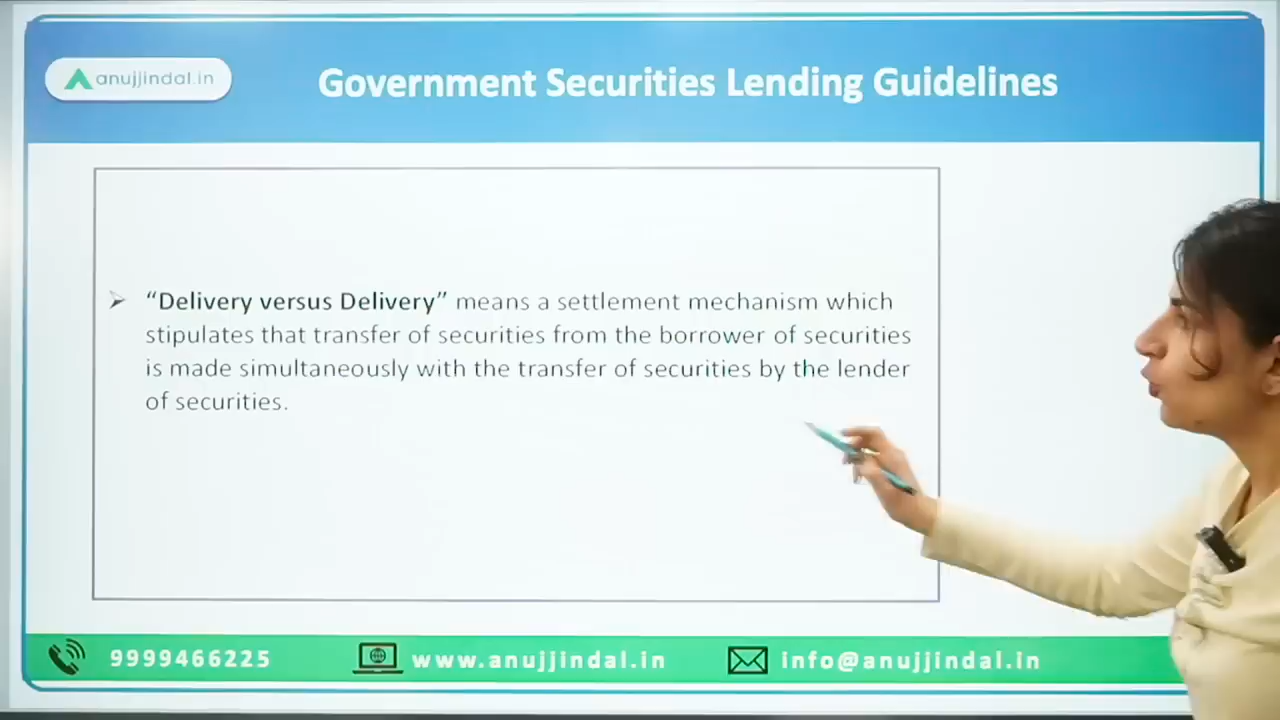 anujjindal.in
Government Securities Lending Guidelines
➢ “Delivery versus Delivery” means a settlement mechanism which
stipulates that transfer of securities from the borrower of securities
is made simultaneously with the transfer of securities by the lender
of securities.
9999466225
www.anujjindal.in
info@anujjindal.in